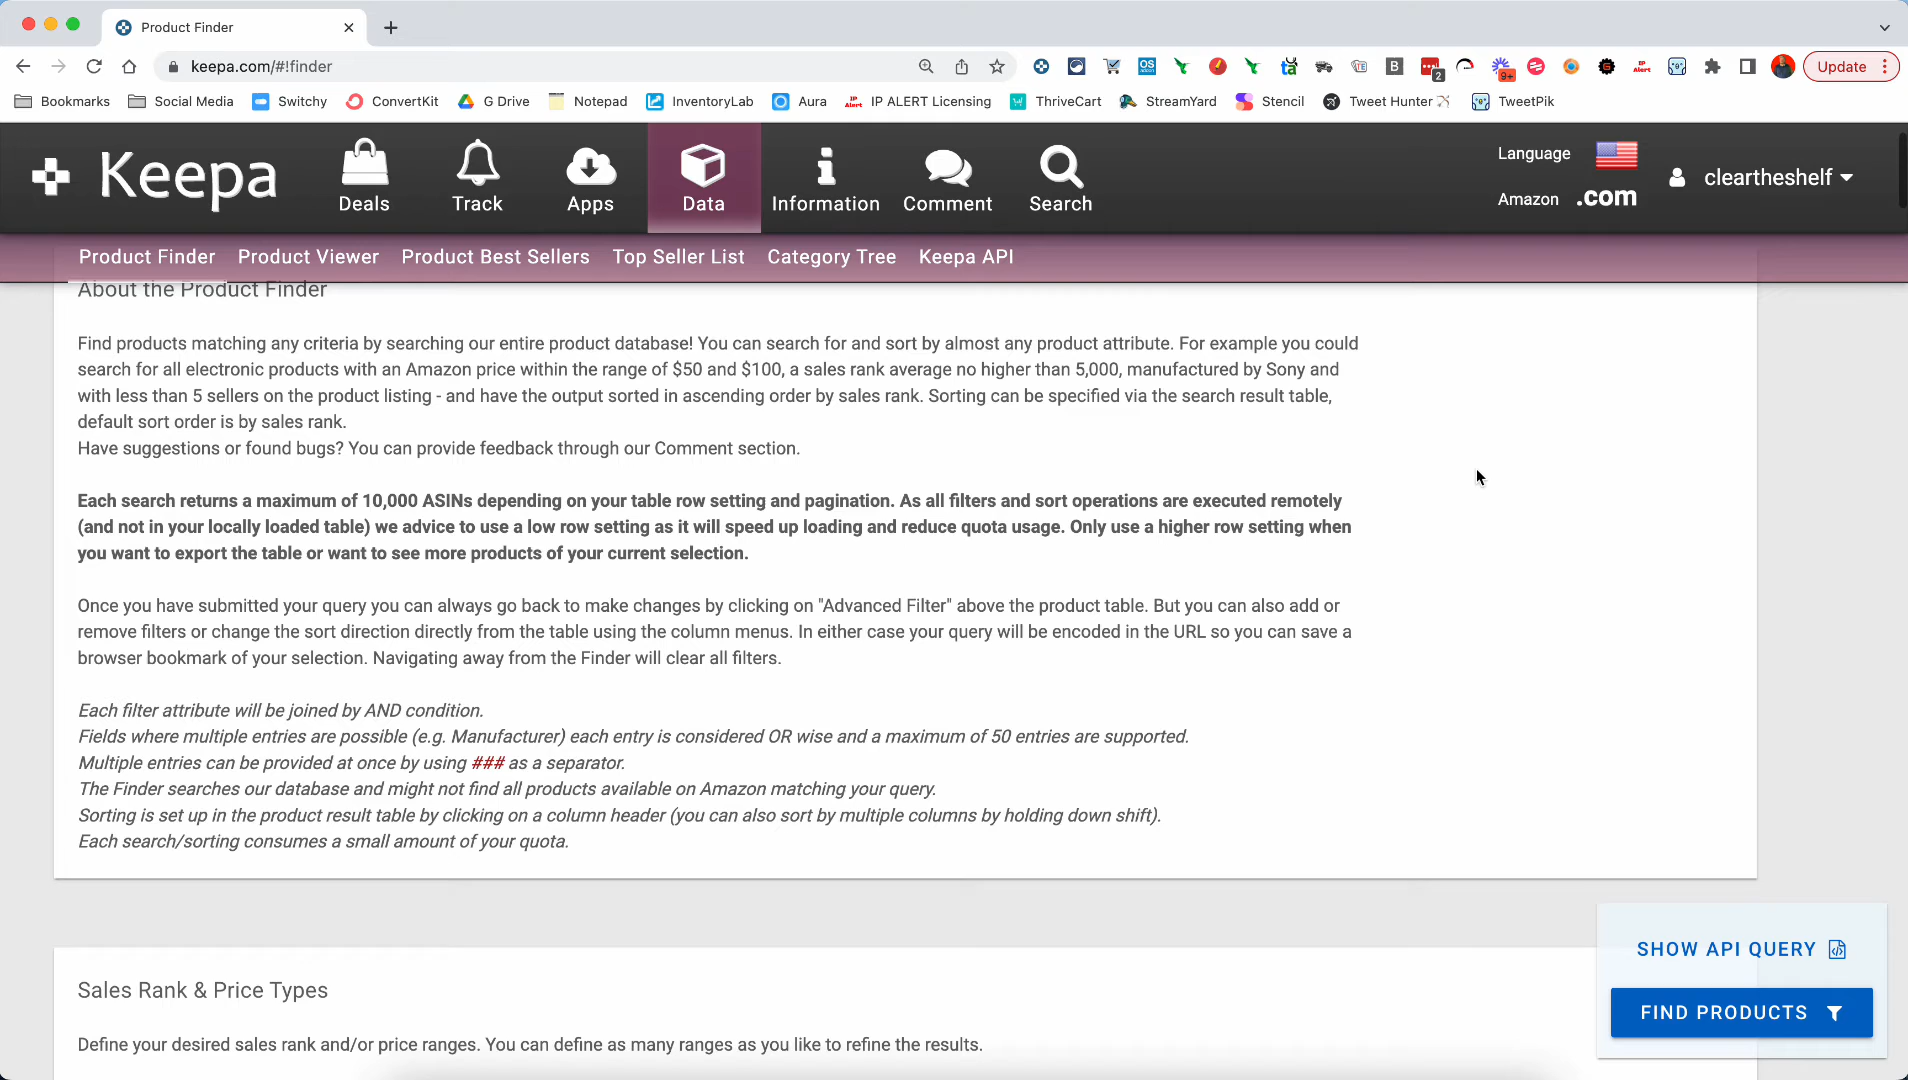 Product Finder
keepa.com/#!finder
2
9+
Update
Bookmarks
Social Media
Switchy
ConvertKit
G Drive
Notepad
InventoryLab
Aura
IP ALERT Licensing
ThriveCart
StreamYard
Stencil
Tweet Hunter
TweetPik
Keepa
Deals
Track
Apps
Data
Information
Comment
Search
Language
Amazon .com
cleartheshelf
Product Finder
Product Viewer
Product Best Sellers
Top Seller List
Category Tree
Keepa API
About the Product Finder
Find products matching any criteria by searching our entire product database! You can search for and sort by almost any product attribute. For example you could
search for all electronic products with an Amazon price within the range of $50 and $100, a sales rank average no higher than 5,000, manufactured by Sony and
with less than 5 sellers on the product listing - and have the output sorted in ascending order by sales rank. Sorting can be specified via the search result table,
default sort order is by sales rank.
Have suggestions or found bugs? You can provide feedback through our Comment section.
Each search returns a maximum of 10,000 ASINs depending on your table row setting and pagination. As all filters and sort operations are executed remotely
(and not in your locally loaded table) we advice to use a low row setting as it will speed up loading and reduce quota usage. Only use a higher row setting when
you want to export the table or want to see more products of your current selection.
Once you have submitted your query you can always go back to make changes by clicking on "Advanced Filter" above the product table. But you can also add or
remove filters or change the sort direction directly from the table using the column menus. In either case your query will be encoded in the URL so you can save a
browser bookmark of your selection. Navigating away from the Finder will clear all filters.
Each filter attribute will be joined by AND condition.
Fields where multiple entries are possible (e.g. Manufacturer) each entry is considered OR wise and a maximum of 50 entries are supported.
Multiple entries can be provided at once by using ### as a separator.
The Finder searches our database and might not find all products available on Amazon matching your query.
Sorting is set up in the product result table by clicking on a column header (you can also sort by multiple columns by holding down shift).
Each search/sorting consumes a small amount of your quota.
SHOW API QUERY
FIND PRODUCTS
Sales Rank & Price Types
Define your desired sales rank and/or price ranges. You can define as many ranges as you like to refine the results.